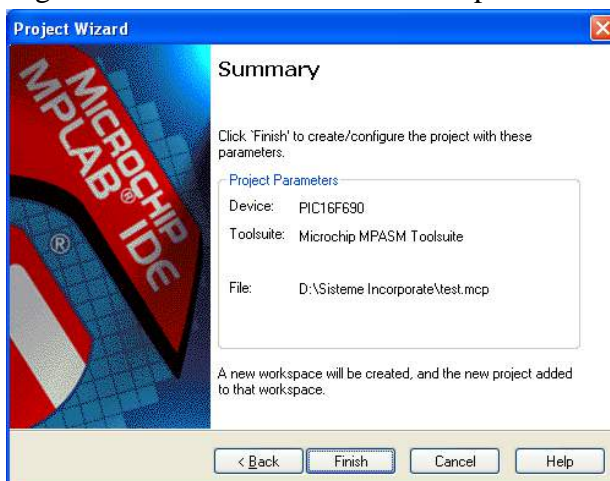 Project Wizard
MICROCHIP
MPLAB® IDE
®
Summary
Click 'Finish' to create/configure the project with these
parameters.
Project Parameters
Device: PIC16F690
Toolsuite: Microchip MPASM Toolsuite
File: D:\Sisteme Incorporate\test.mcp
A new workspace will be created, and the new project added
to that workspace.
< Back Finish Cancel Help